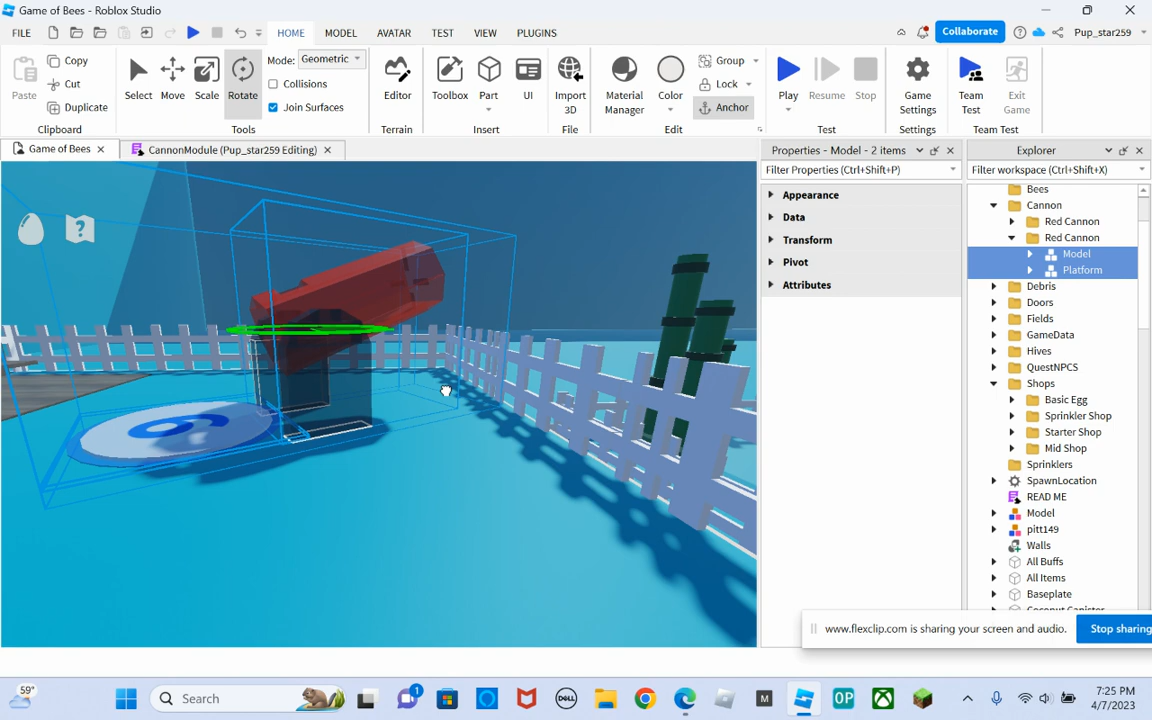 Game of Bees - Roblox Studio
FILE HOME MODEL AVATAR TEST VIEW PLUGINS Collaborate Pup_star259
Paste Copy Cut Duplicate Select Move Scale Rotate Mode: Geometric Collisions Join Surfaces Editor Toolbox Part UI Import 3D Material Manager Color Group Lock Anchor Play Resume Stop Game Settings Team Test Exit Game
Clipboard Tools Terrain Insert File Edit Test Settings Team Test
Game of Bees CannonModule (Pup_star259 Editing) Properties - Model - 2 items Explorer
Filter Properties (Ctrl+Shift+P) Filter workspace (Ctrl+Shift+X)
Appearance
Data
Transform
Pivot
Attributes
Bees
Cannon
Red Cannon
Red Cannon
Model
Platform
Debris
Doors
Fields
GameData
Hives
QuestNPCS
Shops
Basic Egg
Sprinkler Shop
Starter Shop
Mid Shop
Sprinklers
SpawnLocation
READ ME
Model
pitt149
Walls
All Buffs
All Items
Baseplate
?
www.flexclip.com is sharing your screen and audio. Stop sharing
59° Search 1 DELL M OP 7:25 PM
4/7/2023